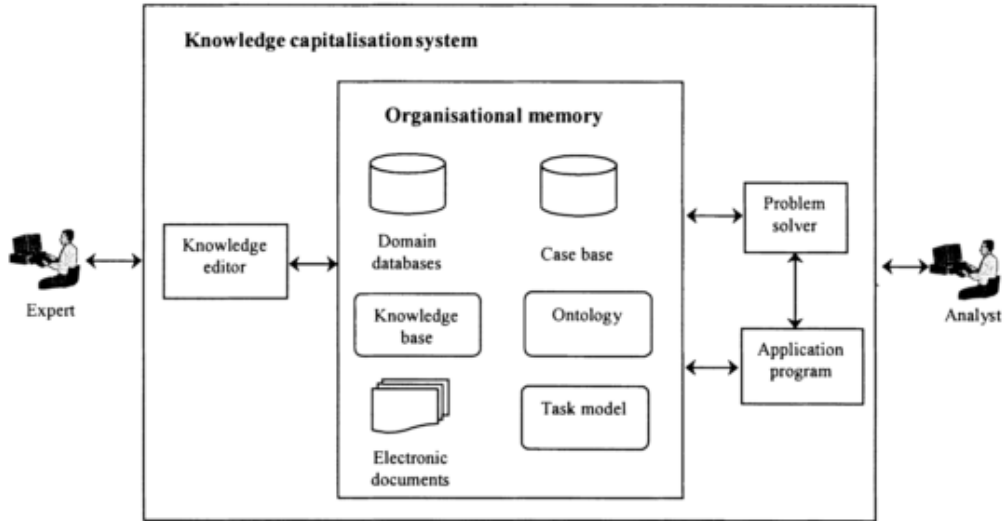 Knowledge capitalisation system
Organisational memory
Domain
databases
Case base
Knowledge
base
Ontology
Electronic
documents
Task model
Knowledge
editor
Expert
Problem
solver
Application
program
Analyst